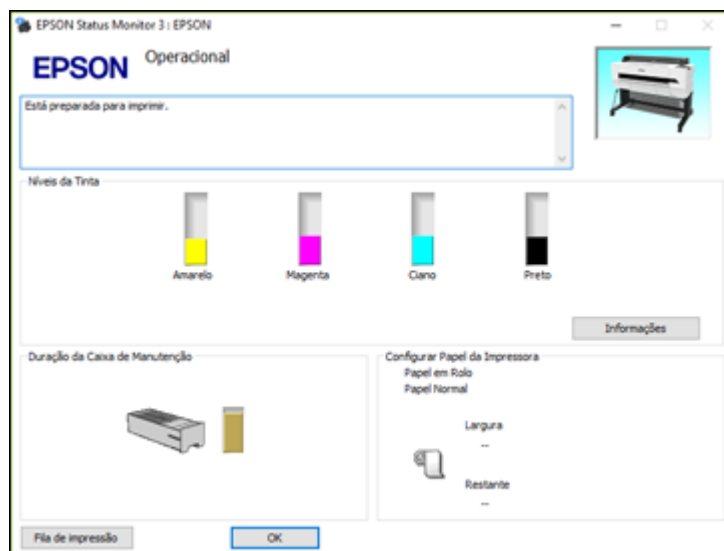 EPSON Status Monitor 3 : EPSON
EPSON
Operacional
Está preparada para imprimir.
Níveis da Tinta
Amarelo
Magenta
Ciano
Preto
Informações
Duração da Caixa de Manutenção
Configurar Papel da Impressora
Papel em Rolo
Papel Normal
Largura
--
Restante
--
Fila de impressão
OK